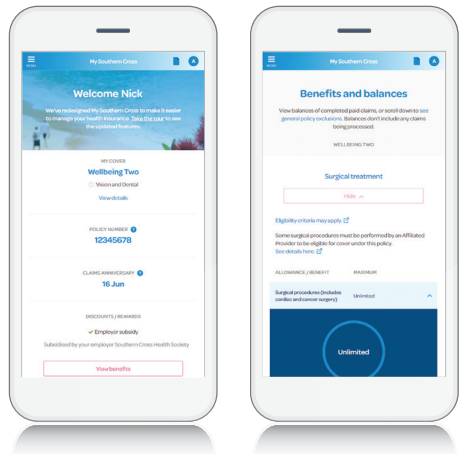 MENU
My Southern Cross
A
Welcome Nick
We've redesigned My Southern Cross to make it easier
to manage your health insurance. Take the tour to see
the updated features.
MY COVER
Wellbeing Two
Vision and Dental
View details
POLICY NUMBER ?
12345678
CLAIMS ANNIVERSARY ?
16 Jun
DISCOUNTS / REWARDS
Employer subsidy
Subsidised by your employer Southern Cross Health Society
View benefits
MENU
My Southern Cross
A
Benefits and balances
View balances of completed paid claims, or scroll down to see
general policy exclusions. Balances don't include any claims
being processed.
WELLBEING TWO
Surgical treatment
Hide
Eligibility criteria may apply.
Some surgical procedures must be performed by an Affiliated
Provider to be eligible for cover under this policy.
See details here.
ALLOWANCE / BENEFIT MAXIMUM
Surgical procedures (includes
cardiac and cancer surgery) Unlimited
Unlimited